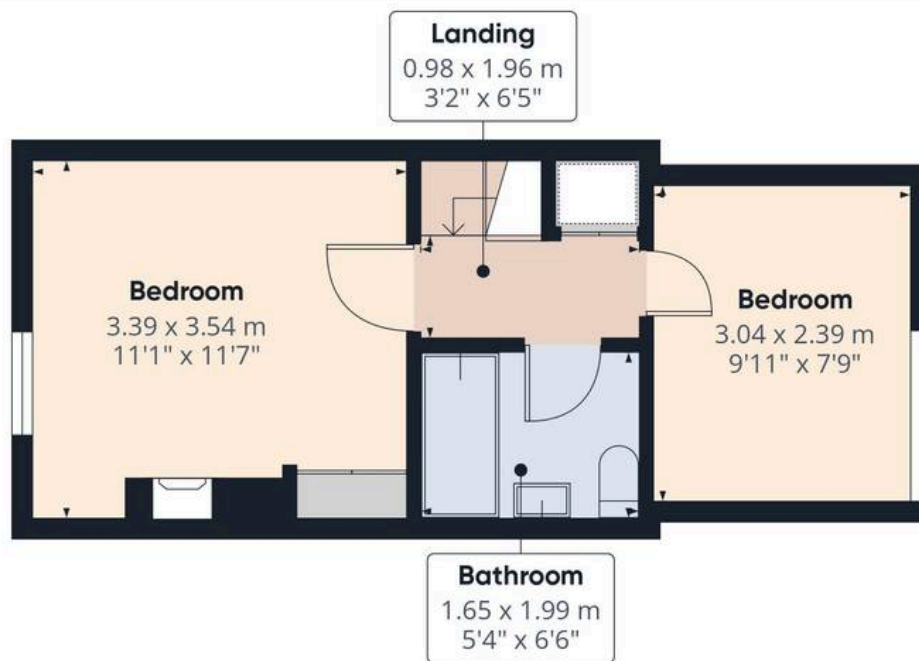 Landing
0.98 x 1.96 m
3'2" x 6'5"
Bedroom
3.39 x 3.54 m
11'1" x 11'7"
Bedroom
3.04 x 2.39 m
9'11" x 7'9"
Bathroom
1.65 x 1.99 m
5'4" x 6'6"